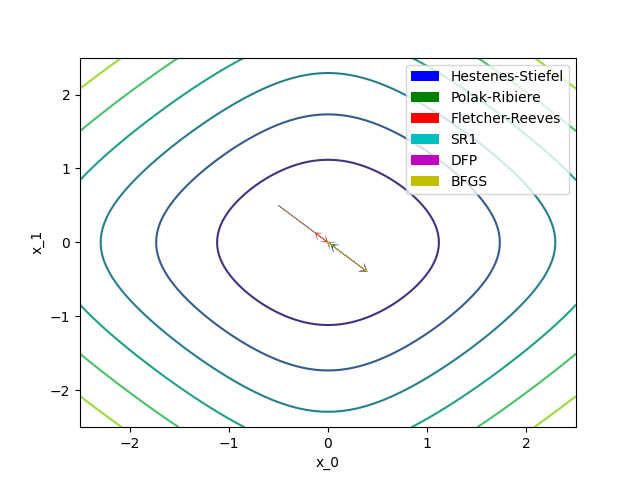 Hestenes-Stiefel
Polak-Ribiere
Fletcher-Reeves
SR1
DFP
BFGS
2
1
0
−1
−2
x_1
−2
−1
0
1
2
x_0